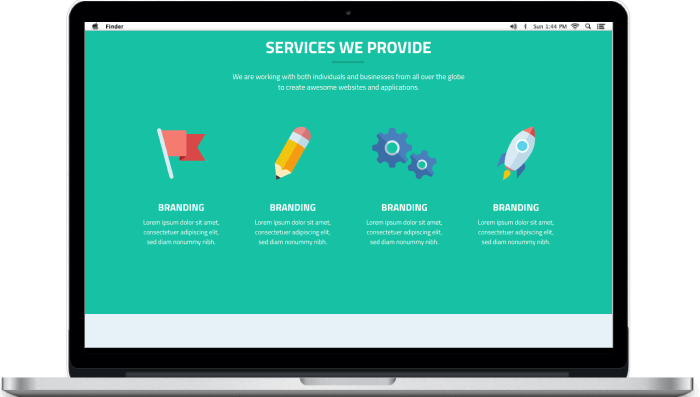 Finder
Sun 1:44 PM
SERVICES WE PROVIDE
We are working with both individuals and businesses from all over the globe
to create awesome websites and applications.
BRANDING
Lorem ipsum dolor sit amet,
consectetuer adipiscing elit,
sed diam nonummy nibh.
BRANDING
Lorem ipsum dolor sit amet,
consectetuer adipiscing elit,
sed diam nonummy nibh.
BRANDING
Lorem ipsum dolor sit amet,
consectetuer adipiscing elit,
sed diam nonummy nibh.
BRANDING
Lorem ipsum dolor sit amet,
consectetuer adipiscing elit,
sed diam nonummy nibh.